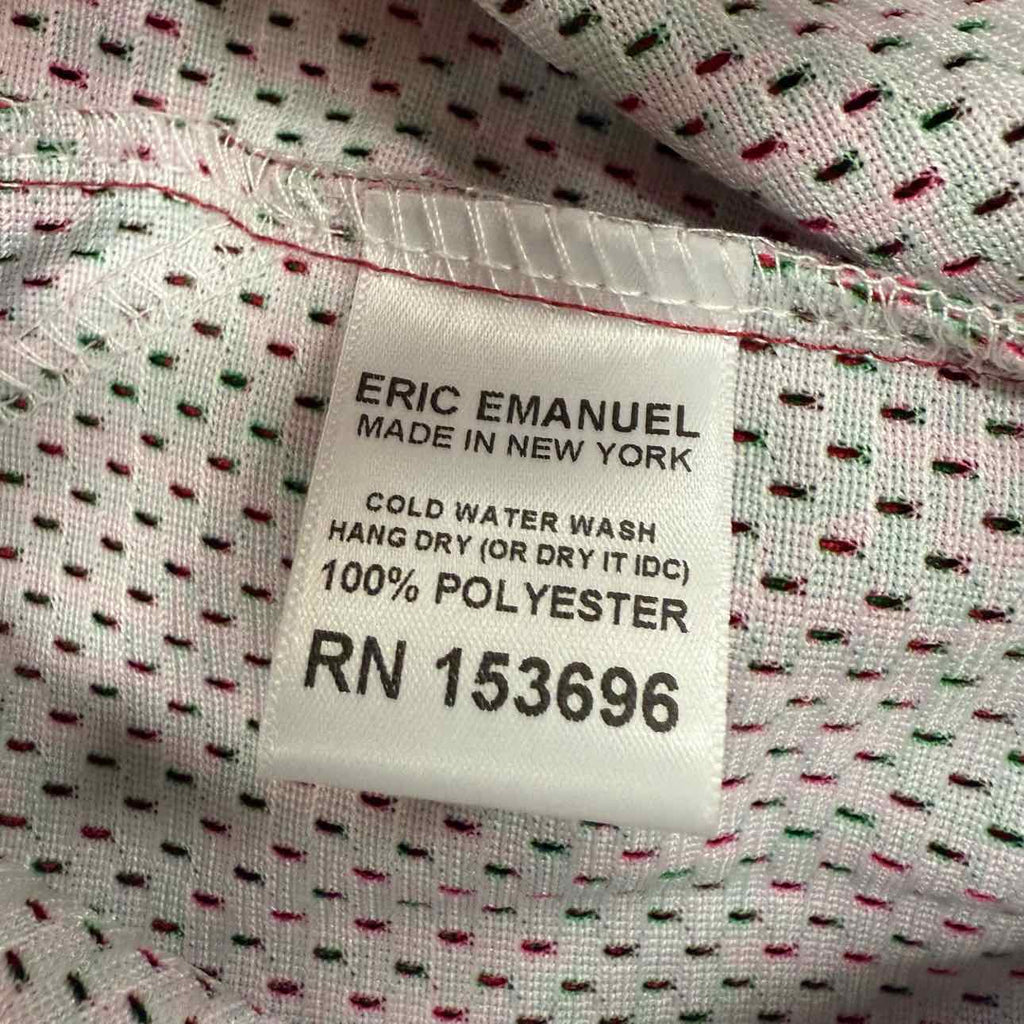 ERIC EMANUEL
MADE IN NEW YORK
COLD WATER WASH
HANG DRY (OR DRY IT IDC)
100% POLYESTER
RN 153696